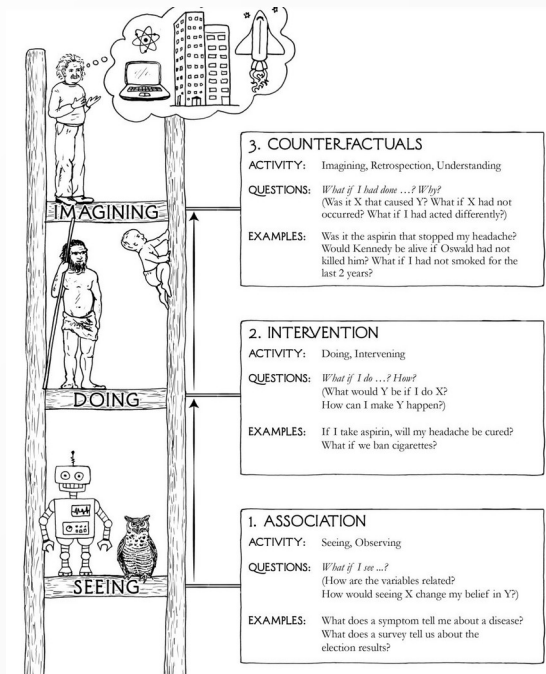 3. COUNTERFACTUALS
ACTIVITY: Imagining, Retrospection, Understanding
QUESTIONS: What if I had done …? Why?
(Was it X that caused Y? What if X had not
occurred? What if I had acted differently?)
EXAMPLES: Was it the aspirin that stopped my headache?
Would Kennedy be alive if Oswald had not
killed him? What if I had not smoked for the
last 2 years?
IMAGINING
2. INTERVENTION
ACTIVITY: Doing, Intervening
QUESTIONS: What if I do …? How?
(What would Y be if I do X?
How can I make Y happen?)
EXAMPLES: If I take aspirin, will my headache be cured?
What if we ban cigarettes?
DOING
1. ASSOCIATION
ACTIVITY: Seeing, Observing
QUESTIONS: What if I see ...?
(How are the variables related?
How would seeing X change my belief in Y?)
EXAMPLES: What does a symptom tell me about a disease?
What does a survey tell us about the
election results?
SEEING